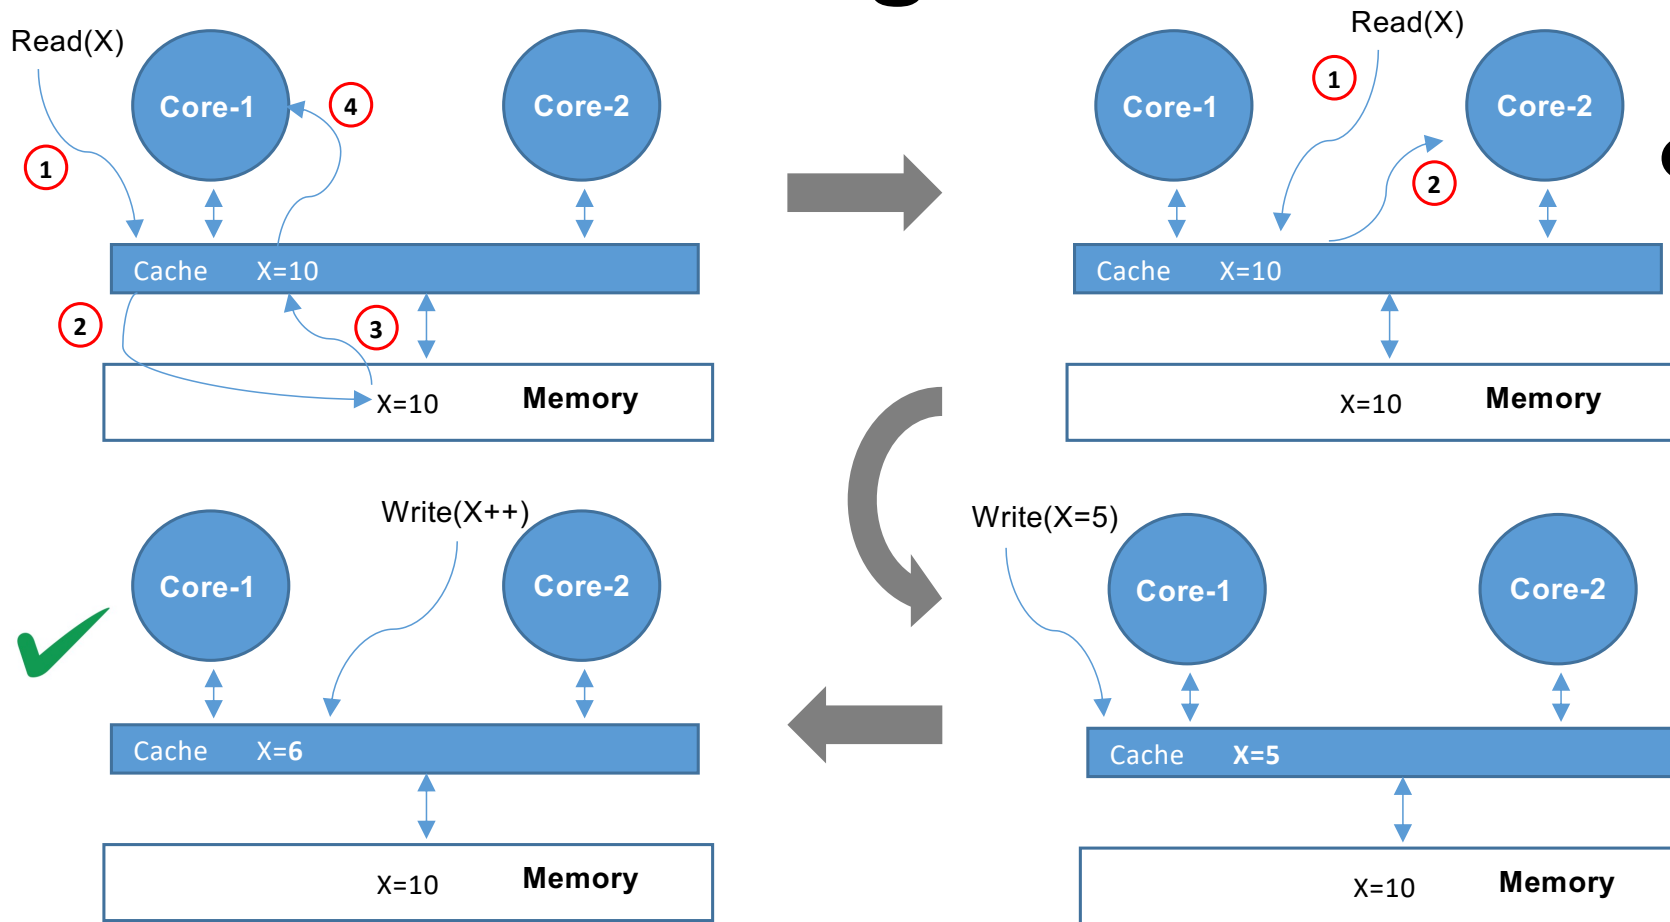 Read(X)
Core-1
4
Core-2
1
Cache X=10
2
3
X=10 Memory
Read(X)
1
Core-1
Core-2
2
Cache X=10
X=10 Memory
Write(X++)
Core-1
Core-2
Cache X=6
X=10 Memory
Write(X=5)
Core-1
Core-2
Cache X=5
X=10 Memory